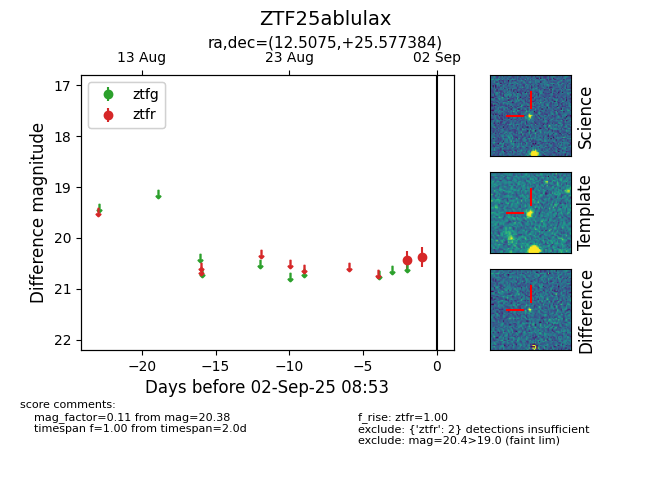 ZTF25ablulax
ra,dec=(12.5075,+25.577384)
13 Aug
23 Aug
02 Sep
ztfg
ztfr
17
18
19
20
21
22
Difference magnitude
−20
−15
−10
−5
0
Days before 02-Sep-25 08:53
Science
Template
Difference
score comments:
mag_factor=0.11 from mag=20.38
timespan f=1.00 from timespan=2.0d
f_rise: ztfr=1.00
exclude: {'ztfr': 2} detections insufficient
exclude: mag=20.4>19.0 (faint lim)